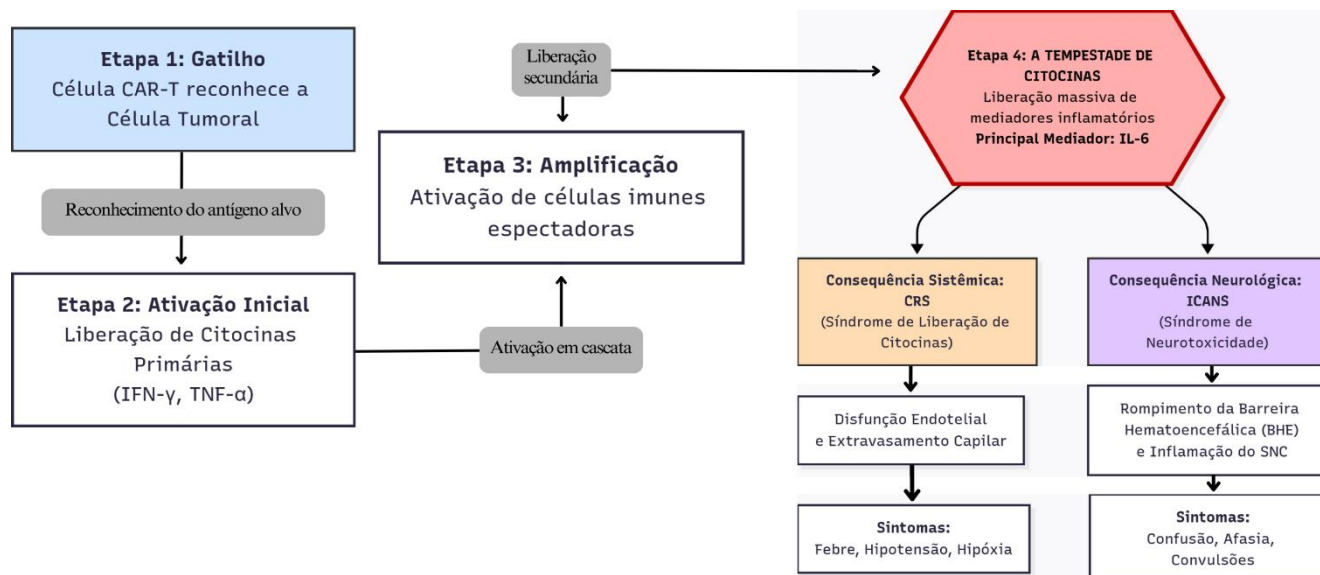 Etapa 1: Gatilho
Célula CAR-T reconhece a
Célula Tumoral
Reconhecimento do antígeno alvo
Etapa 2: Ativação Inicial
Liberação de Citocinas
Primárias
(IFN-γ, TNF-α)
Ativação em cascata
Etapa 3: Amplificação
Ativação de células imunes
espectadoras
Liberação
secundária
Etapa 4: A TEMPESTADE DE
CITOCINAS
Liberação massiva de
mediadores inflamatórios
Principal Mediador: IL-6
Consequência Sistêmica:
CRS
(Síndrome de Liberação de
Citocinas)
Disfunção Endotelial
e Extravasamento Capilar
Sintomas:
Febre, Hipotensão, Hipóxia
Consequência Neurológica:
ICANS
(Síndrome de
Neurotoxicidade)
Rompimento da Barreira
Hematoencefálica (BHE)
e Inflamação do SNC
Sintomas:
Confusão, Afasia,
Convulsões